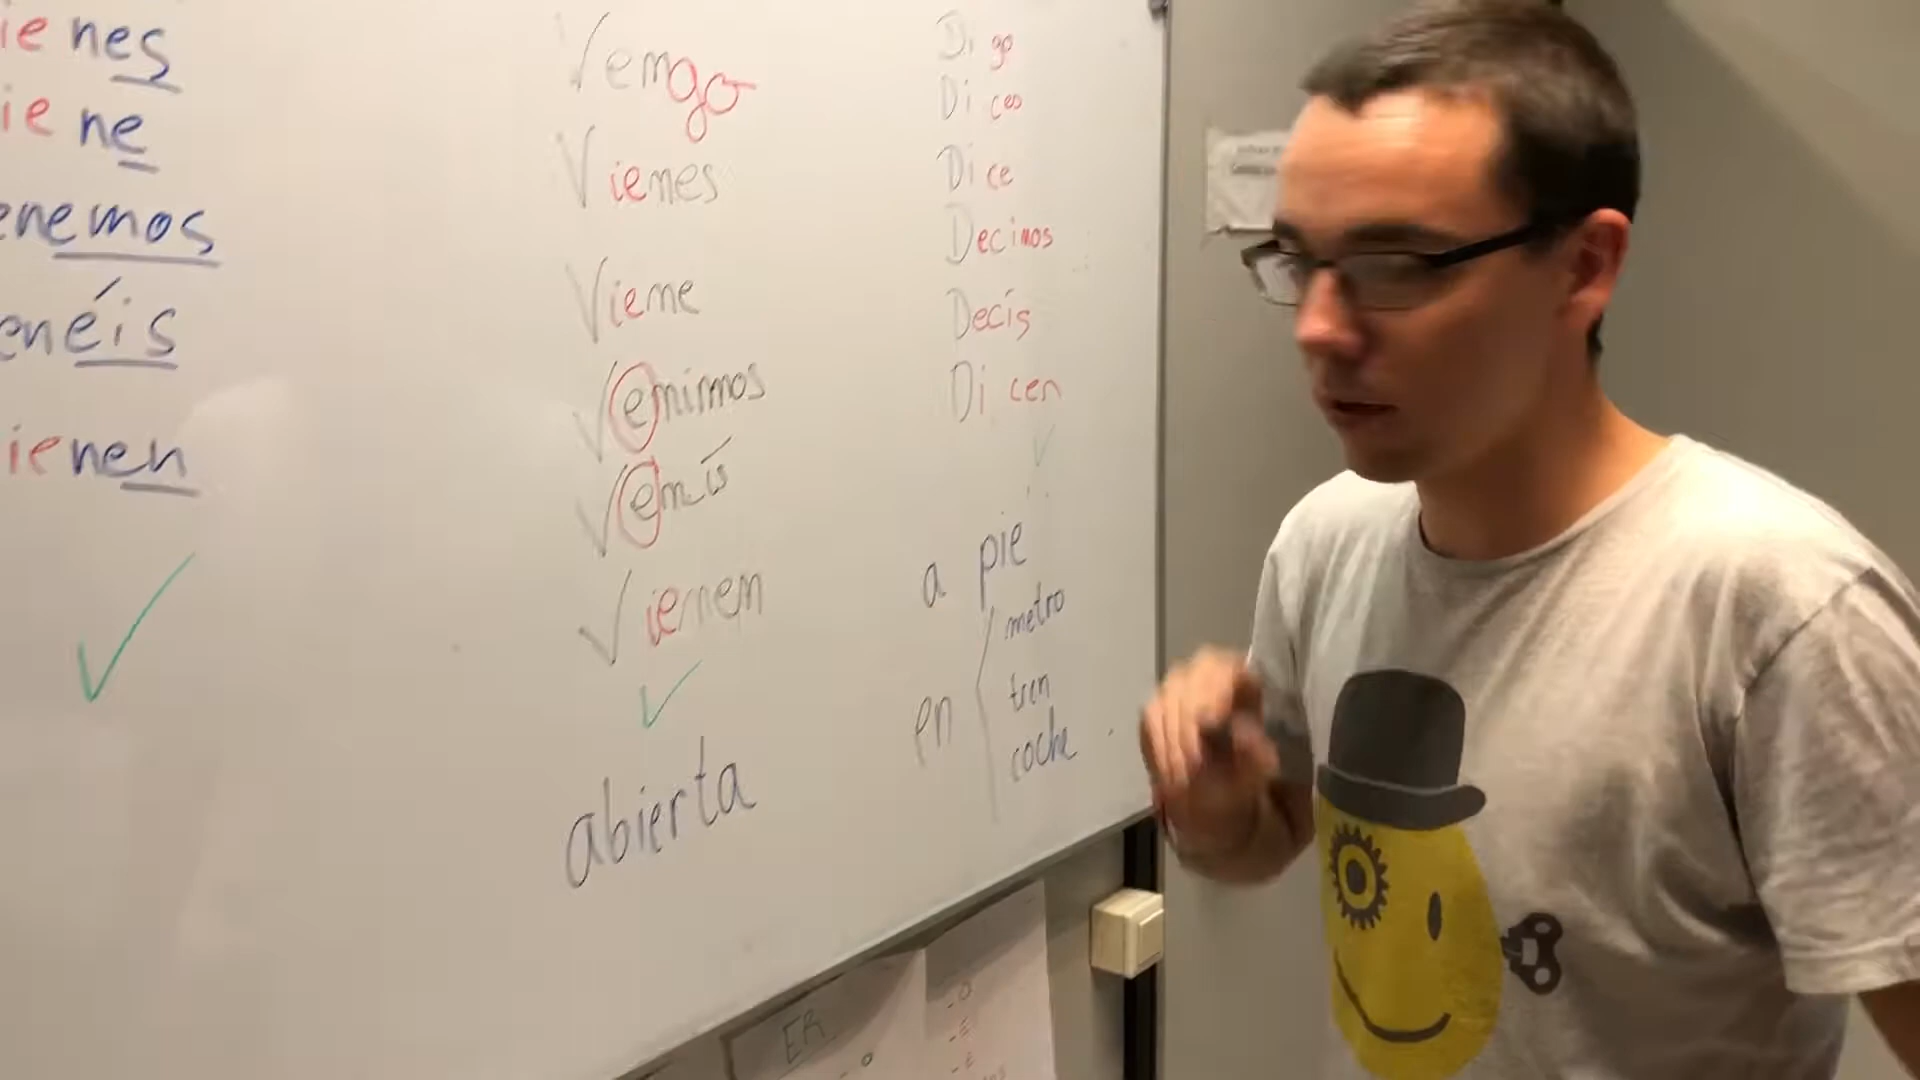 ienes
iene
enemos
enéis
ienen
Vengo
Vienes
Viene
Venimos
Venís
Vienen
abierta
Digo
Dices
Dice
Decimos
Decís
Dicen
a pie
en
metro
tren
coche
ER
- O
- O
- E
- E